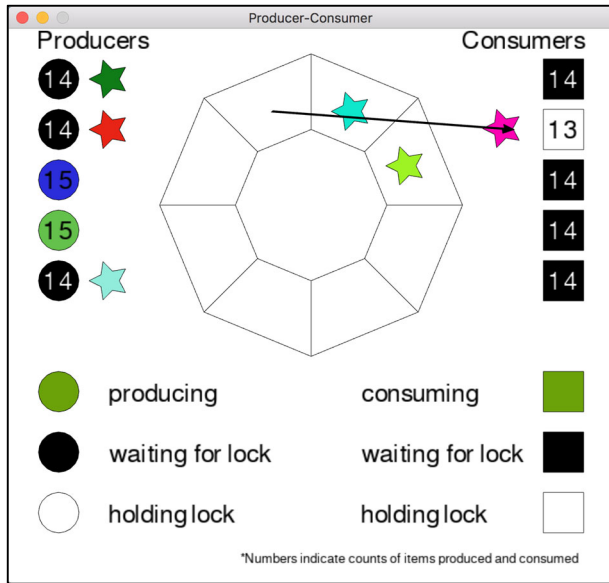 Producer-Consumer
Producers Consumers
14 14
14 13
15 14
15 14
14 14
producing consuming
waiting for lock waiting for lock
holding lock holding lock
*Numbers indicate counts of items produced and consumed